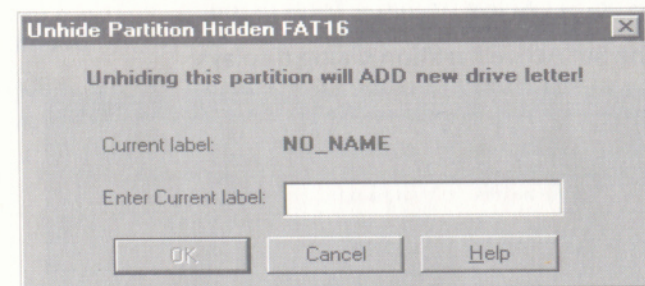 Unhide Partition Hidden FAT16
Unhiding this partition will ADD new drive letter!
Current label: NO_NAME
Enter Current label:
OK Cancel Help